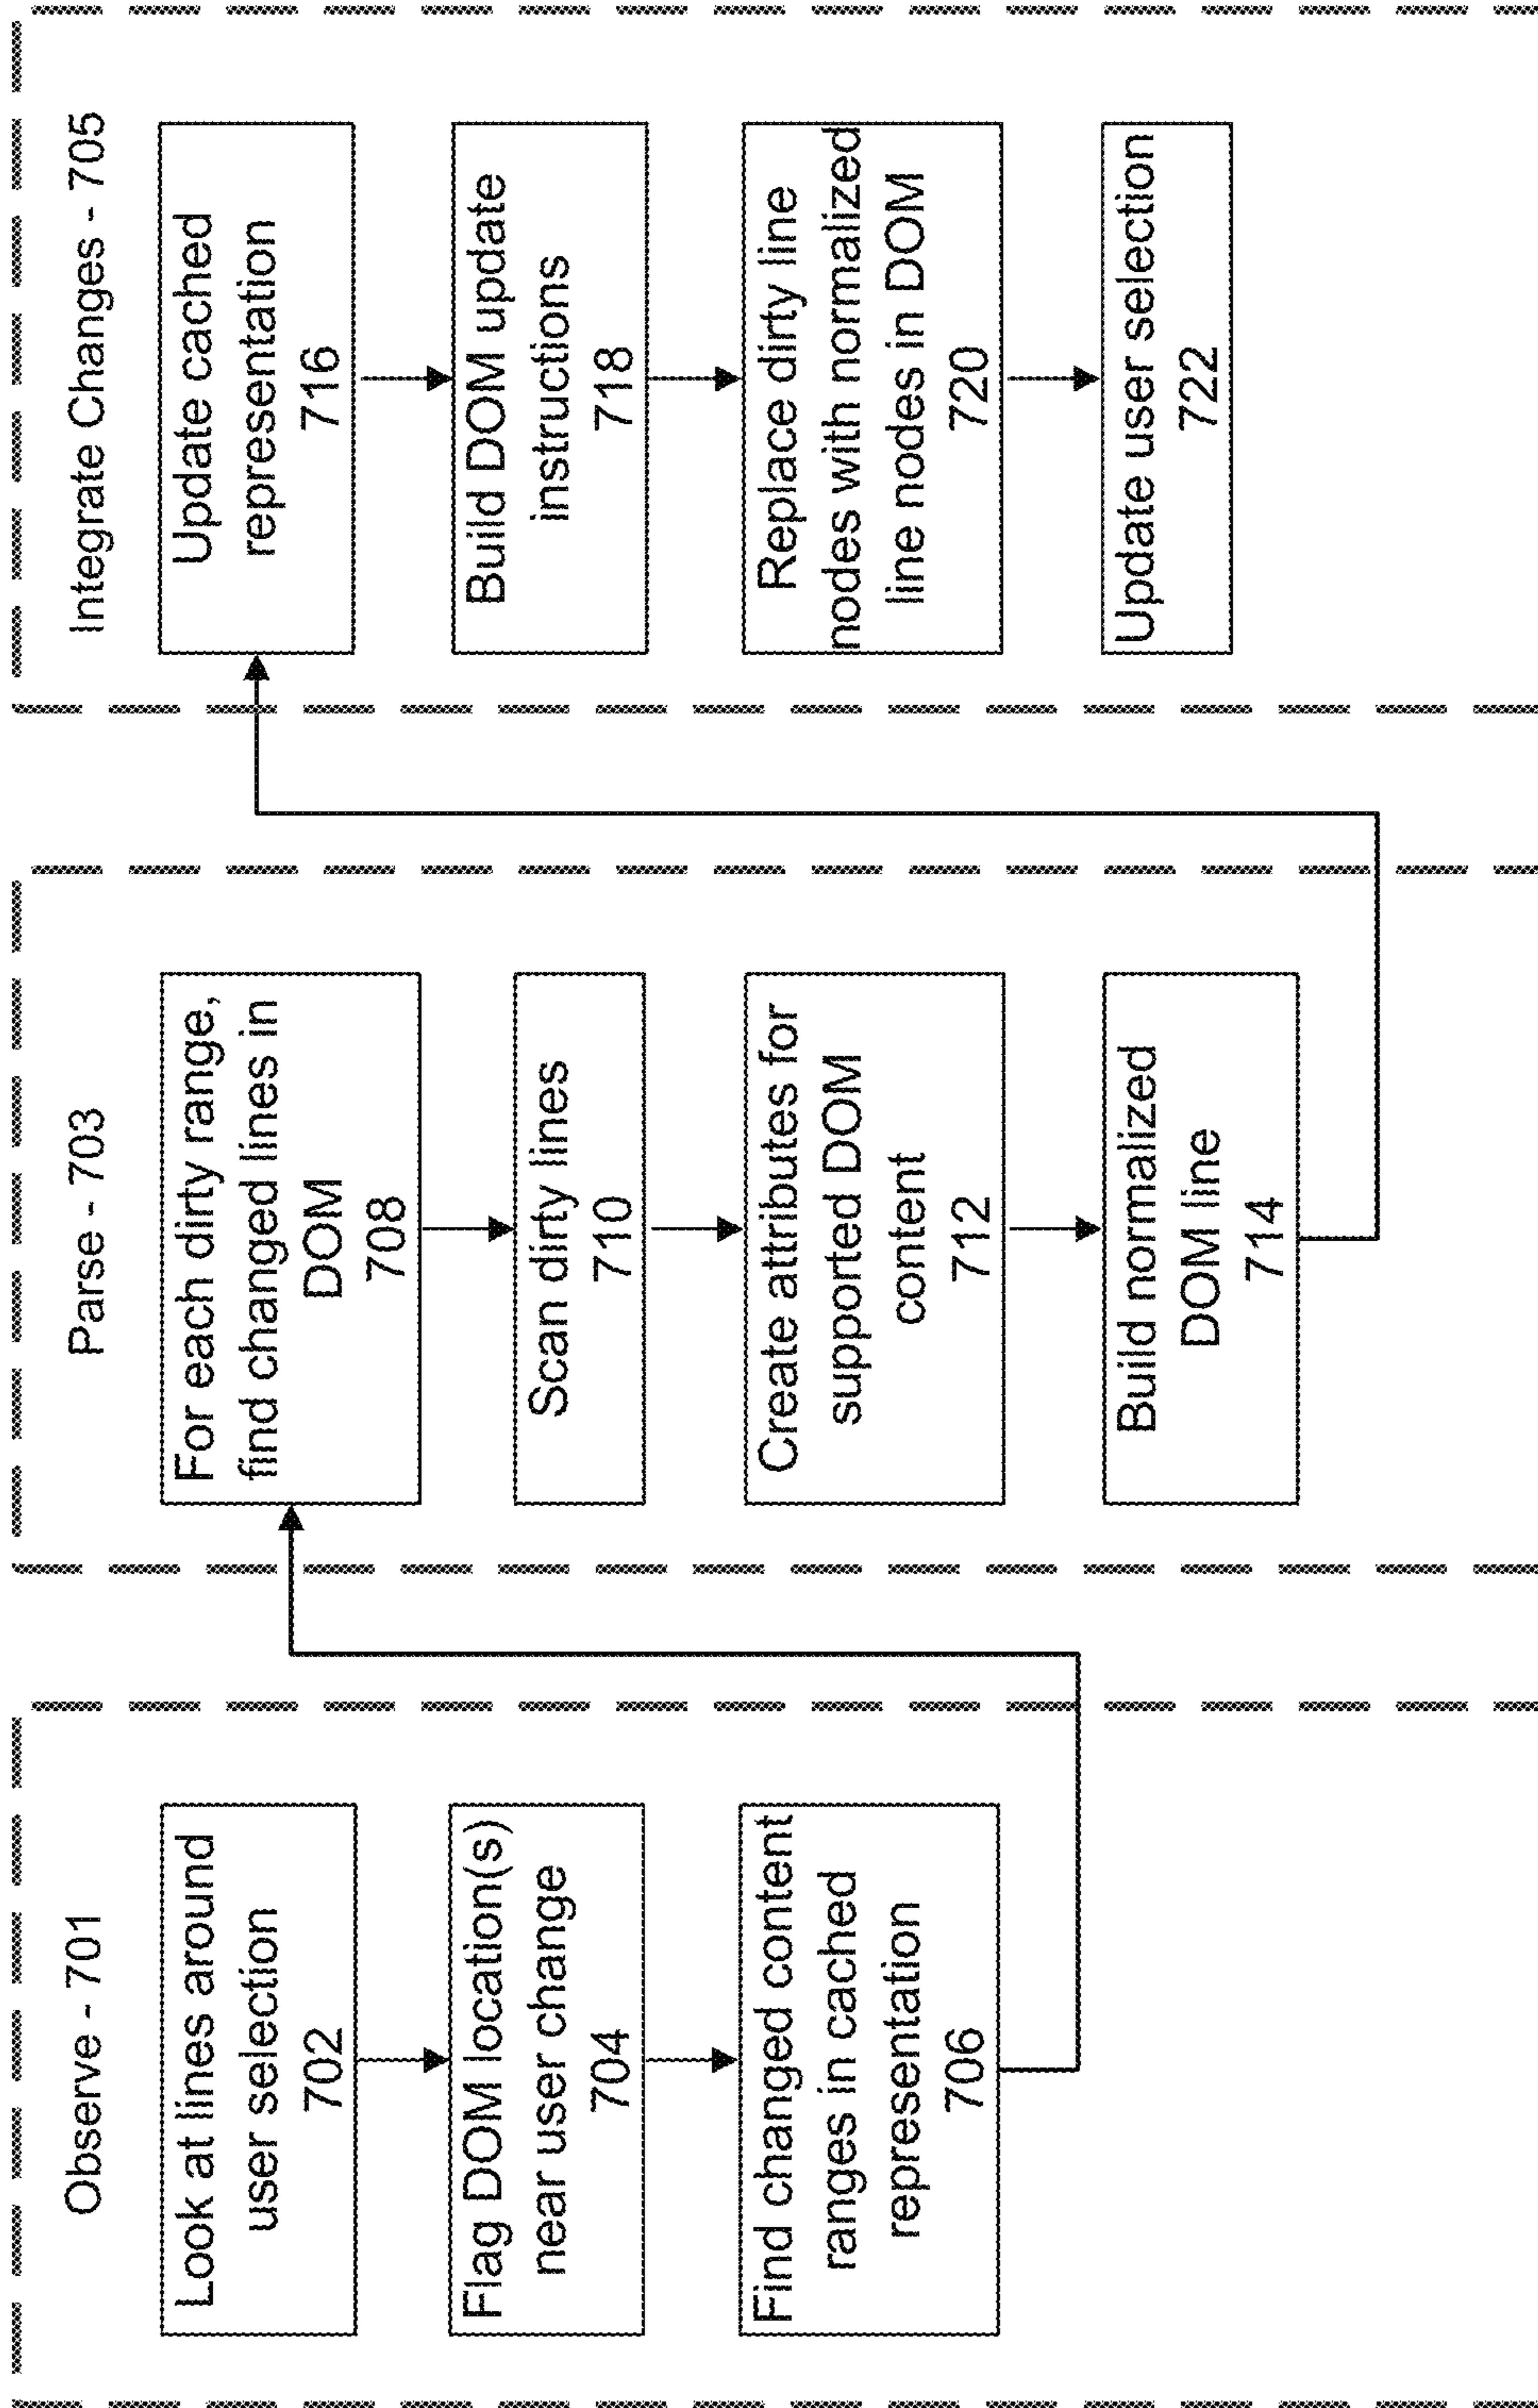 Observe - 701
Look at lines around
user selection
702
Flag DOM location(s)
near user change
704
Find changed content
ranges in cached
representation
706
Parse - 703
For each dirty range,
find changed lines in
DOM
708
Scan dirty lines
710
Create attributes for
supported DOM
content
712
Build normalized
DOM line
714
Integrate Changes - 705
Update cached
representation
716
Build DOM update
instructions
718
Replace dirty line
nodes with normalized
line nodes in DOM
720
Update user selection
722